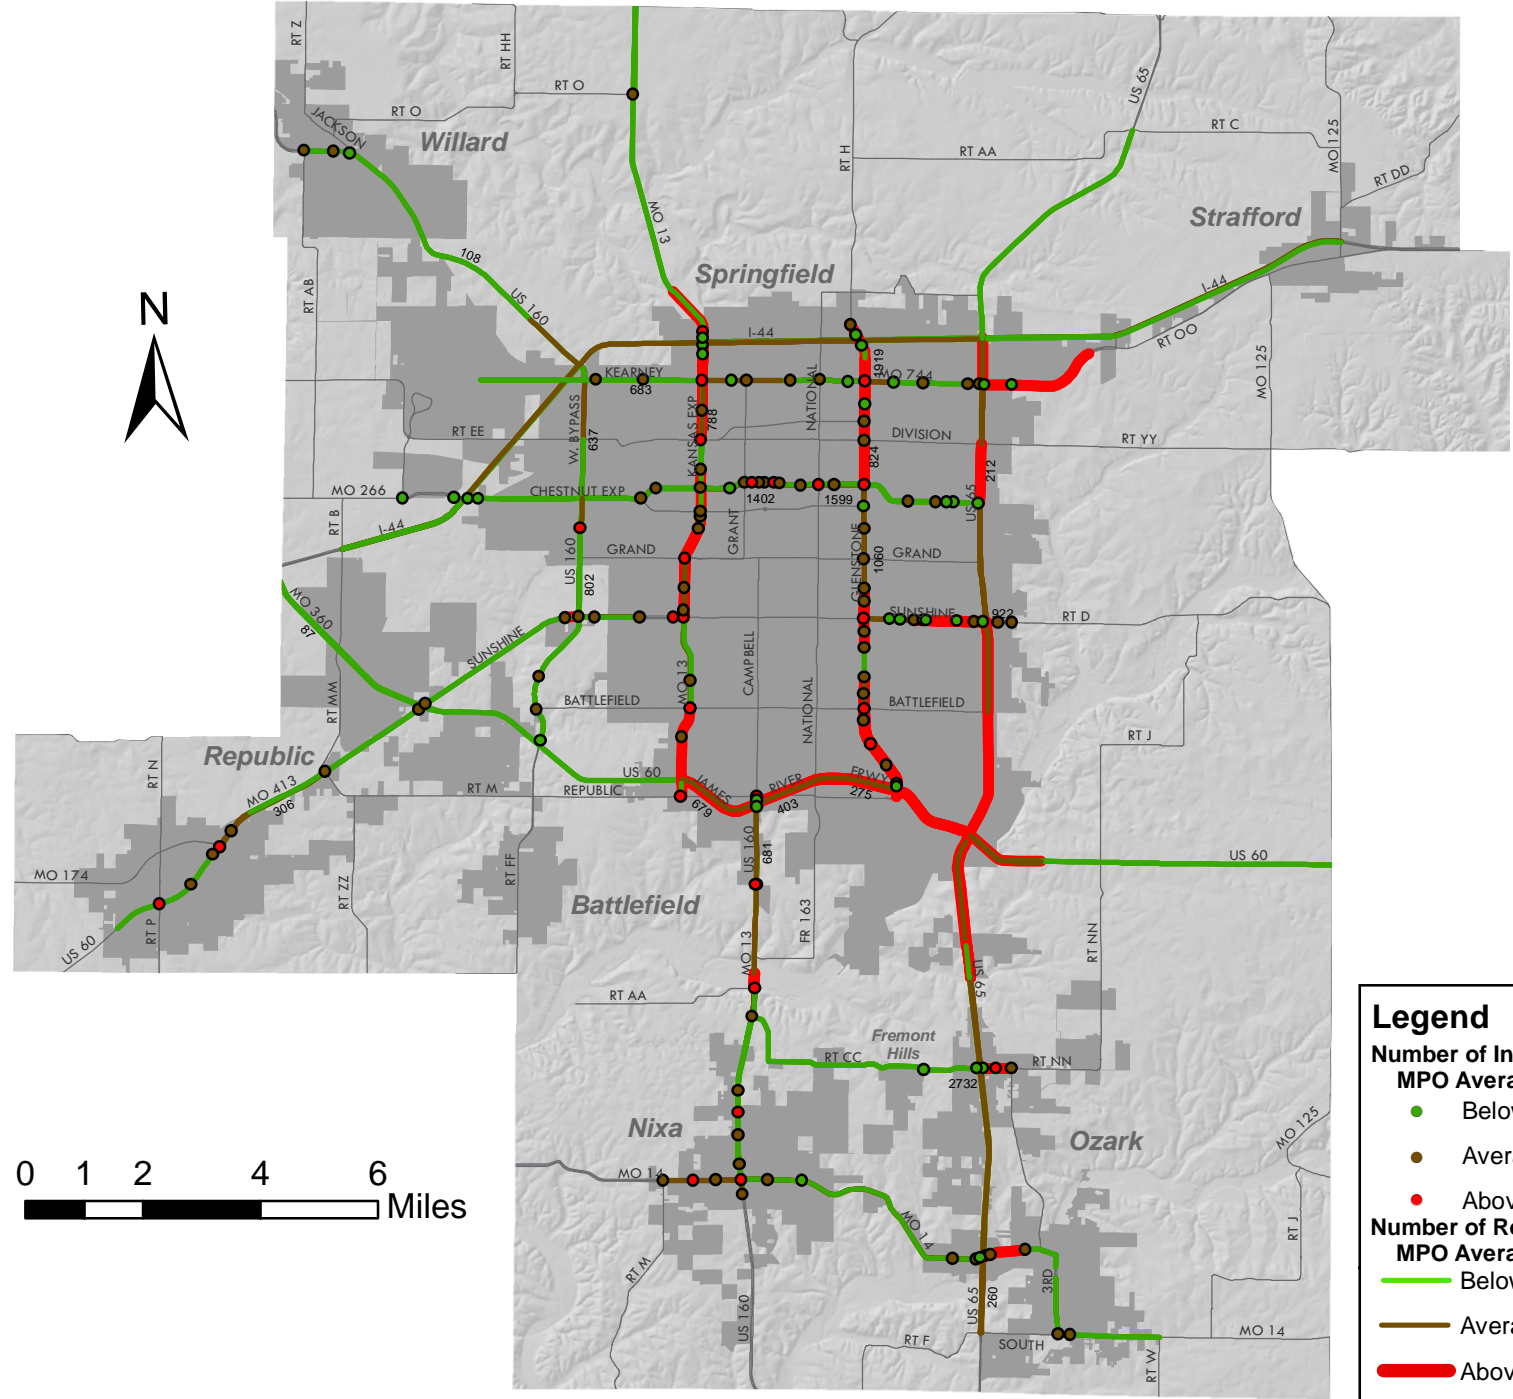 RT Z
RT HH
RT O
RT O
JACKSON
Willard
MO 13
RT H
US 65
RT C
RT AA
MO 125
RT DD
Strafford
108
US 160
Springfield
RT AB
N
I-44
I-44
RT OO
KEARNEY
683
1919
MO 744
NATIONAL
MO 125
W. BYPASS
KANSAS EXP
788
RT EE
637
DIVISION
RT YY
824
212
MO 266
CHESTNUT EXP
1402
1599
US 65
RT B
I-44
GRANT
US 160
GRAND
GRAND
1060
GLENSTONE
802
MO 360
87
SUNSHINE
922
RT D
SUNSHINE
CAMPBELL
MO 13
RT MM
BATTLEFIELD
NATIONAL
BATTLEFIELD
RT J
Republic
RT N
US 60
JAMES
RIVER
FRWY
MO 413
306
RT M
REPUBLIC
679
403
275
US 160
681
US 60
MO 174
RT FF
RT ZZ
Battlefield
RT P
FR 163
US 60
MO 13
RT NN
US 65
RT AA
Fremont
Hills
RT CC
RT NN
2732
Nixa
Ozark
MO 125
MO 14
MO 14
RT J
RT M
3RD
US 160
US 65
260
RT F
SOUTH
MO 14
RT W
0 1 2 4 6
Miles
Legend
Number of In
MPO Avera
Belov
Avera
Abov
Number of Ro
MPO Avera
Belov
Avera
Abov